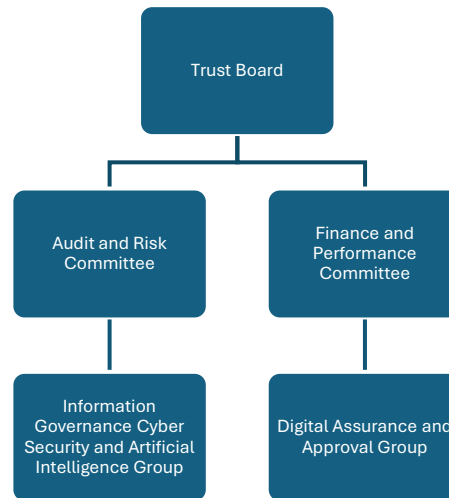 Trust Board
Audit and Risk
Committee
Finance and
Performance
Committee
Information
Governance Cyber
Security and Artificial
Intelligence Group
Digital Assurance and
Approval Group